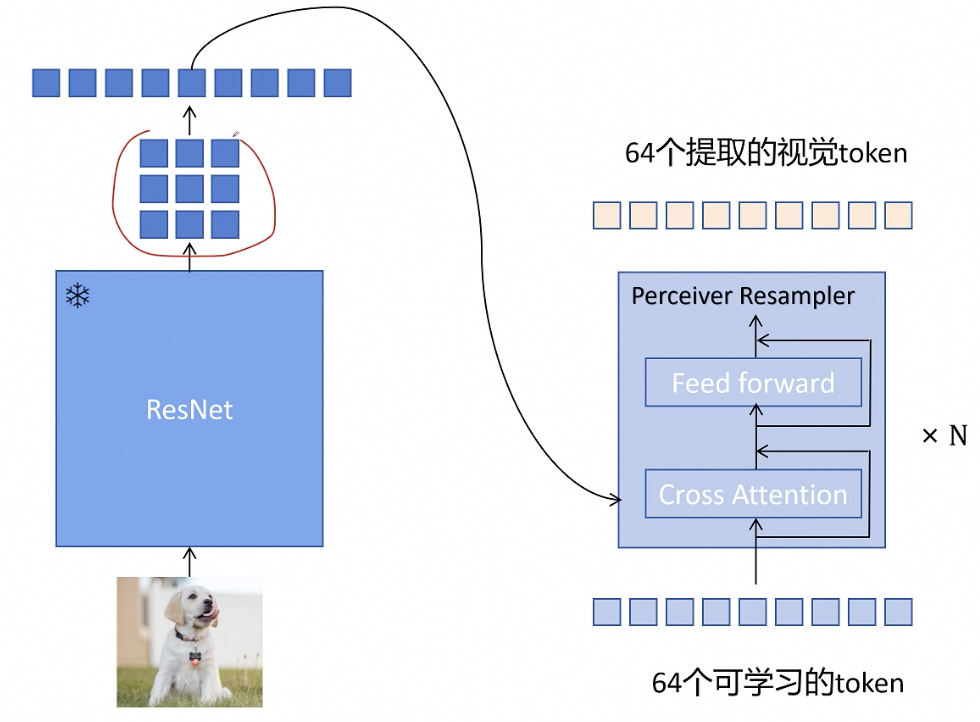 64个提取的视觉token
Perceiver Resampler
Feed forward
ResNet
× N
Cross Attention
64个可学习的token